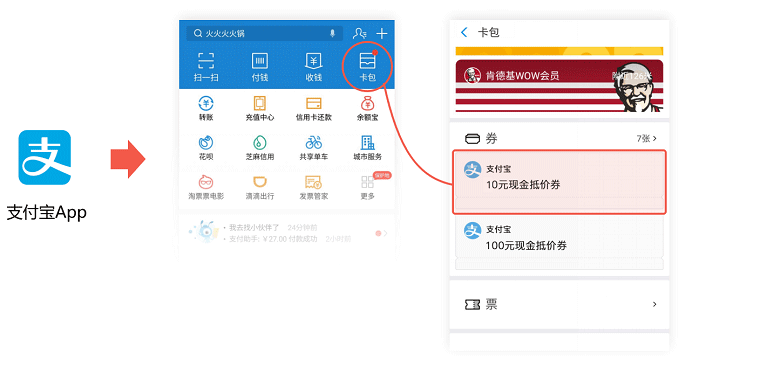 支
支付宝App
火火火火锅
扫一扫 付钱 收钱 卡包
转账 充值中心 信用卡还款 余额宝
花呗 芝麻信用 共享单车 城市服务
淘票票电影 滴滴出行 发票管家 更多
我去找小伙伴了 24分钟前
支付助手: ¥27.00 付款成功 2小时前
卡包
肯德基WOW会员
券 7张
支付宝
10元现金抵价券
支付宝
100元现金抵价券
票